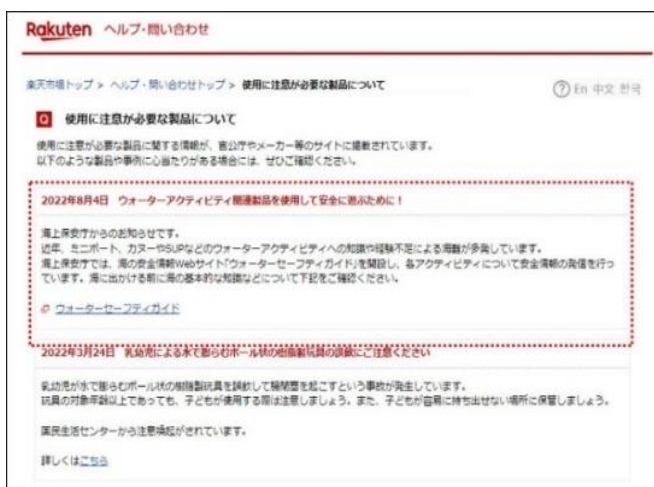 Rakuten ヘルプ・問い合わせ
楽天市場トップ > ヘルプ・問い合わせトップ > 使用に注意が必要な製品について
? En 中文 한국
Q 使用に注意が必要な製品について
使用に注意が必要な製品に関する情報が、官公庁やメーカー等のサイトに掲載されています。
以下のような製品や事例に心当たりがある場合には、ぜひご確認ください。
2022年8月4日 ウォーターアクティビティ関連製品を使用して安全に遊ぶために！
海上保安庁からのお知らせです。
近年、ミニボート、カヌーやSUPなどのウォーターアクティビティへの知識や経験不足による海難が多発しています。
海上保安庁では、海の安全情報Webサイト「ウォーターセーフティガイド」を開設し、各アクティビティについて安全情報の発信を行っ
ています。海に出かける前に海の基本的な知識などについて下記をご確認ください。
ウォーターセーフティガイド
2022年3月24日 乳幼児による水で膨らむボール状の樹脂製玩具の誤飲にご注意ください
乳幼児が水で膨らむボール状の樹脂製玩具を誤飲して腸閉塞を起こすという事故が発生しています。
玩具の対象年齢以上であっても、子どもが使用する際は注意しましょう。また、子どもが容易に持ち出せない場所に保管しましょう。
国民生活センターから注意喚起がされています。
詳しくはこちら